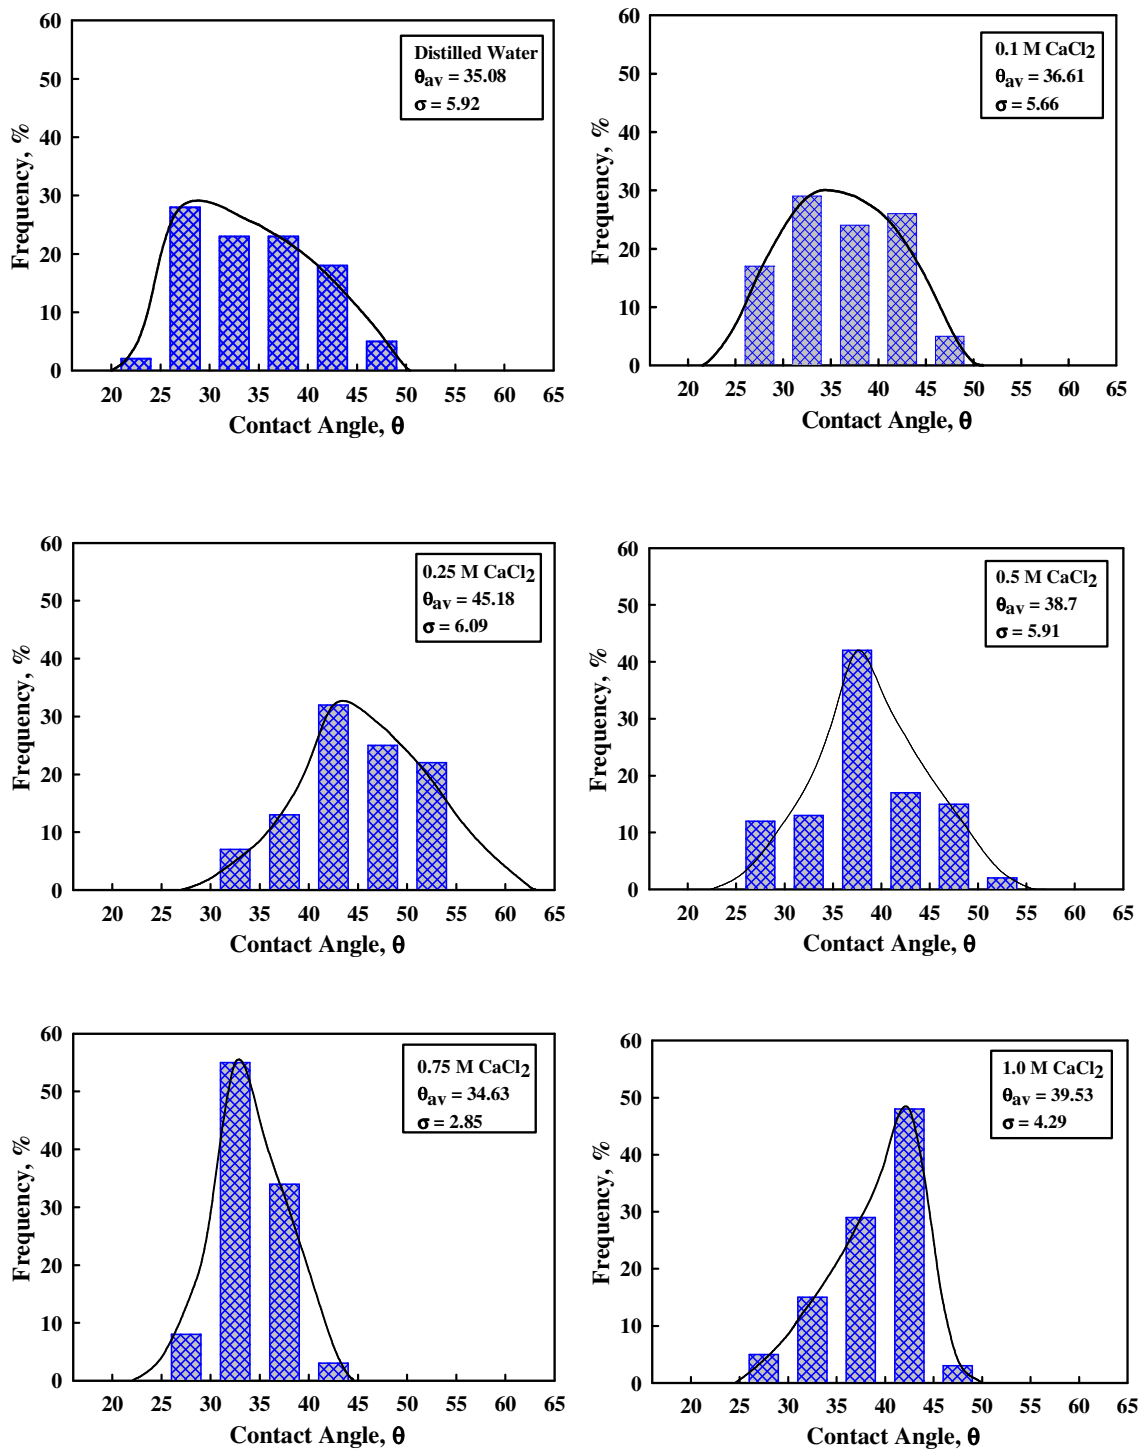 60
50
40
30
20
10
0
Frequency, %
Distilled Water
θav = 35.08
σ = 5.92
20 25 30 35 40 45 55 60 65
Contact Angle, θ
60
50
40
30
20
10
0
Frequency, %
0.1 M CaCl2
θav = 36.61
σ = 5.66
20 25 30 35 40 45 55 60 65
Contact Angle, θ
60
50
40
30
20
10
0
Frequency, %
0.25 M CaCl2
θav = 45.18
σ = 6.09
20 25 30 35 40 45 50 55 60 65
Contact Angle, θ
60
50
40
30
20
10
0
Frequency, %
0.5 M CaCl2
θav = 38.7
σ = 5.91
20 25 30 35 40 45 50 55 60 65
Contact Angle, θ
60
50
40
30
20
10
0
Frequency, %
0.75 M CaCl2
θav = 34.63
σ = 2.85
20 25 30 35 40 45 50 55 60 65
Contact Angle, θ
60
50
40
30
20
10
0
Frequency, %
1.0 M CaCl2
θav = 39.53
σ = 4.29
20 25 30 35 40 45 50 55 60 65
Contact Angle, θ